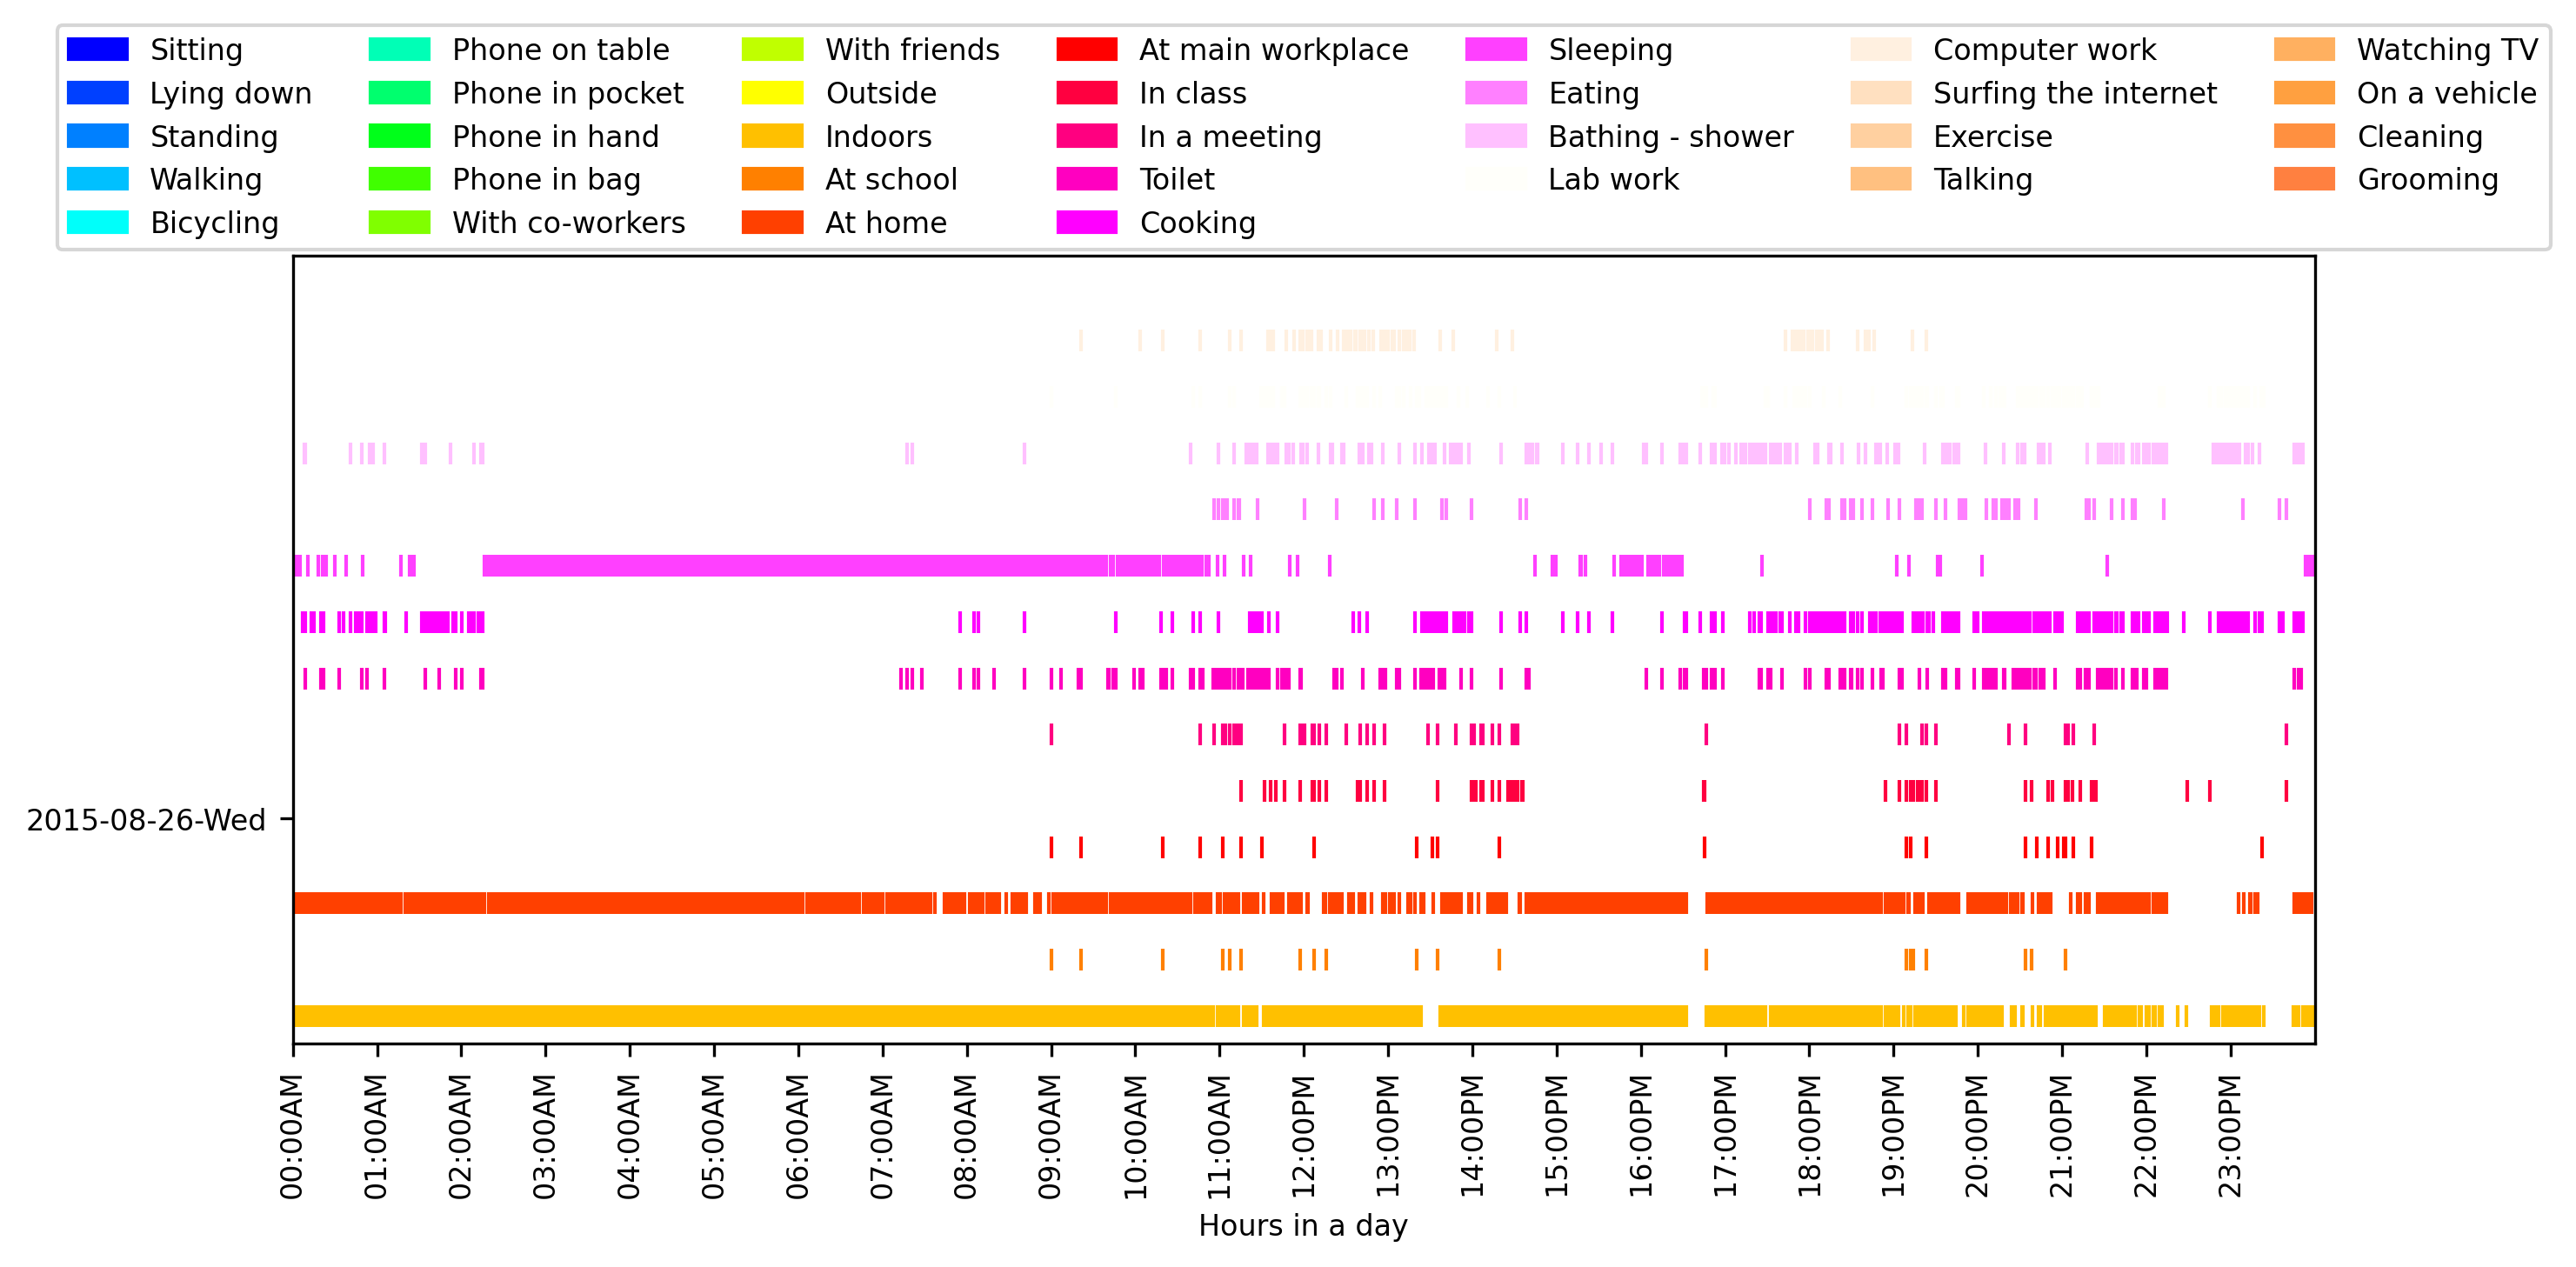 Sitting
Lying down
Standing
Walking
Bicycling
Phone on table
Phone in pocket
Phone in hand
Phone in bag
With co-workers
With friends
Outside
Indoors
At school
At home
At main workplace
In class
In a meeting
Toilet
Cooking
Sleeping
Eating
Bathing - shower
Lab work
Computer work
Surfing the internet
Exercise
Talking
Watching TV
On a vehicle
Cleaning
Grooming
2015-08-26-Wed
00:00AM
01:00AM
02:00AM
03:00AM
04:00AM
05:00AM
06:00AM
07:00AM
08:00AM
09:00AM
10:00AM
11:00AM
12:00PM
13:00PM
14:00PM
15:00PM
16:00PM
17:00PM
18:00PM
19:00PM
20:00PM
21:00PM
22:00PM
23:00PM
Hours in a day